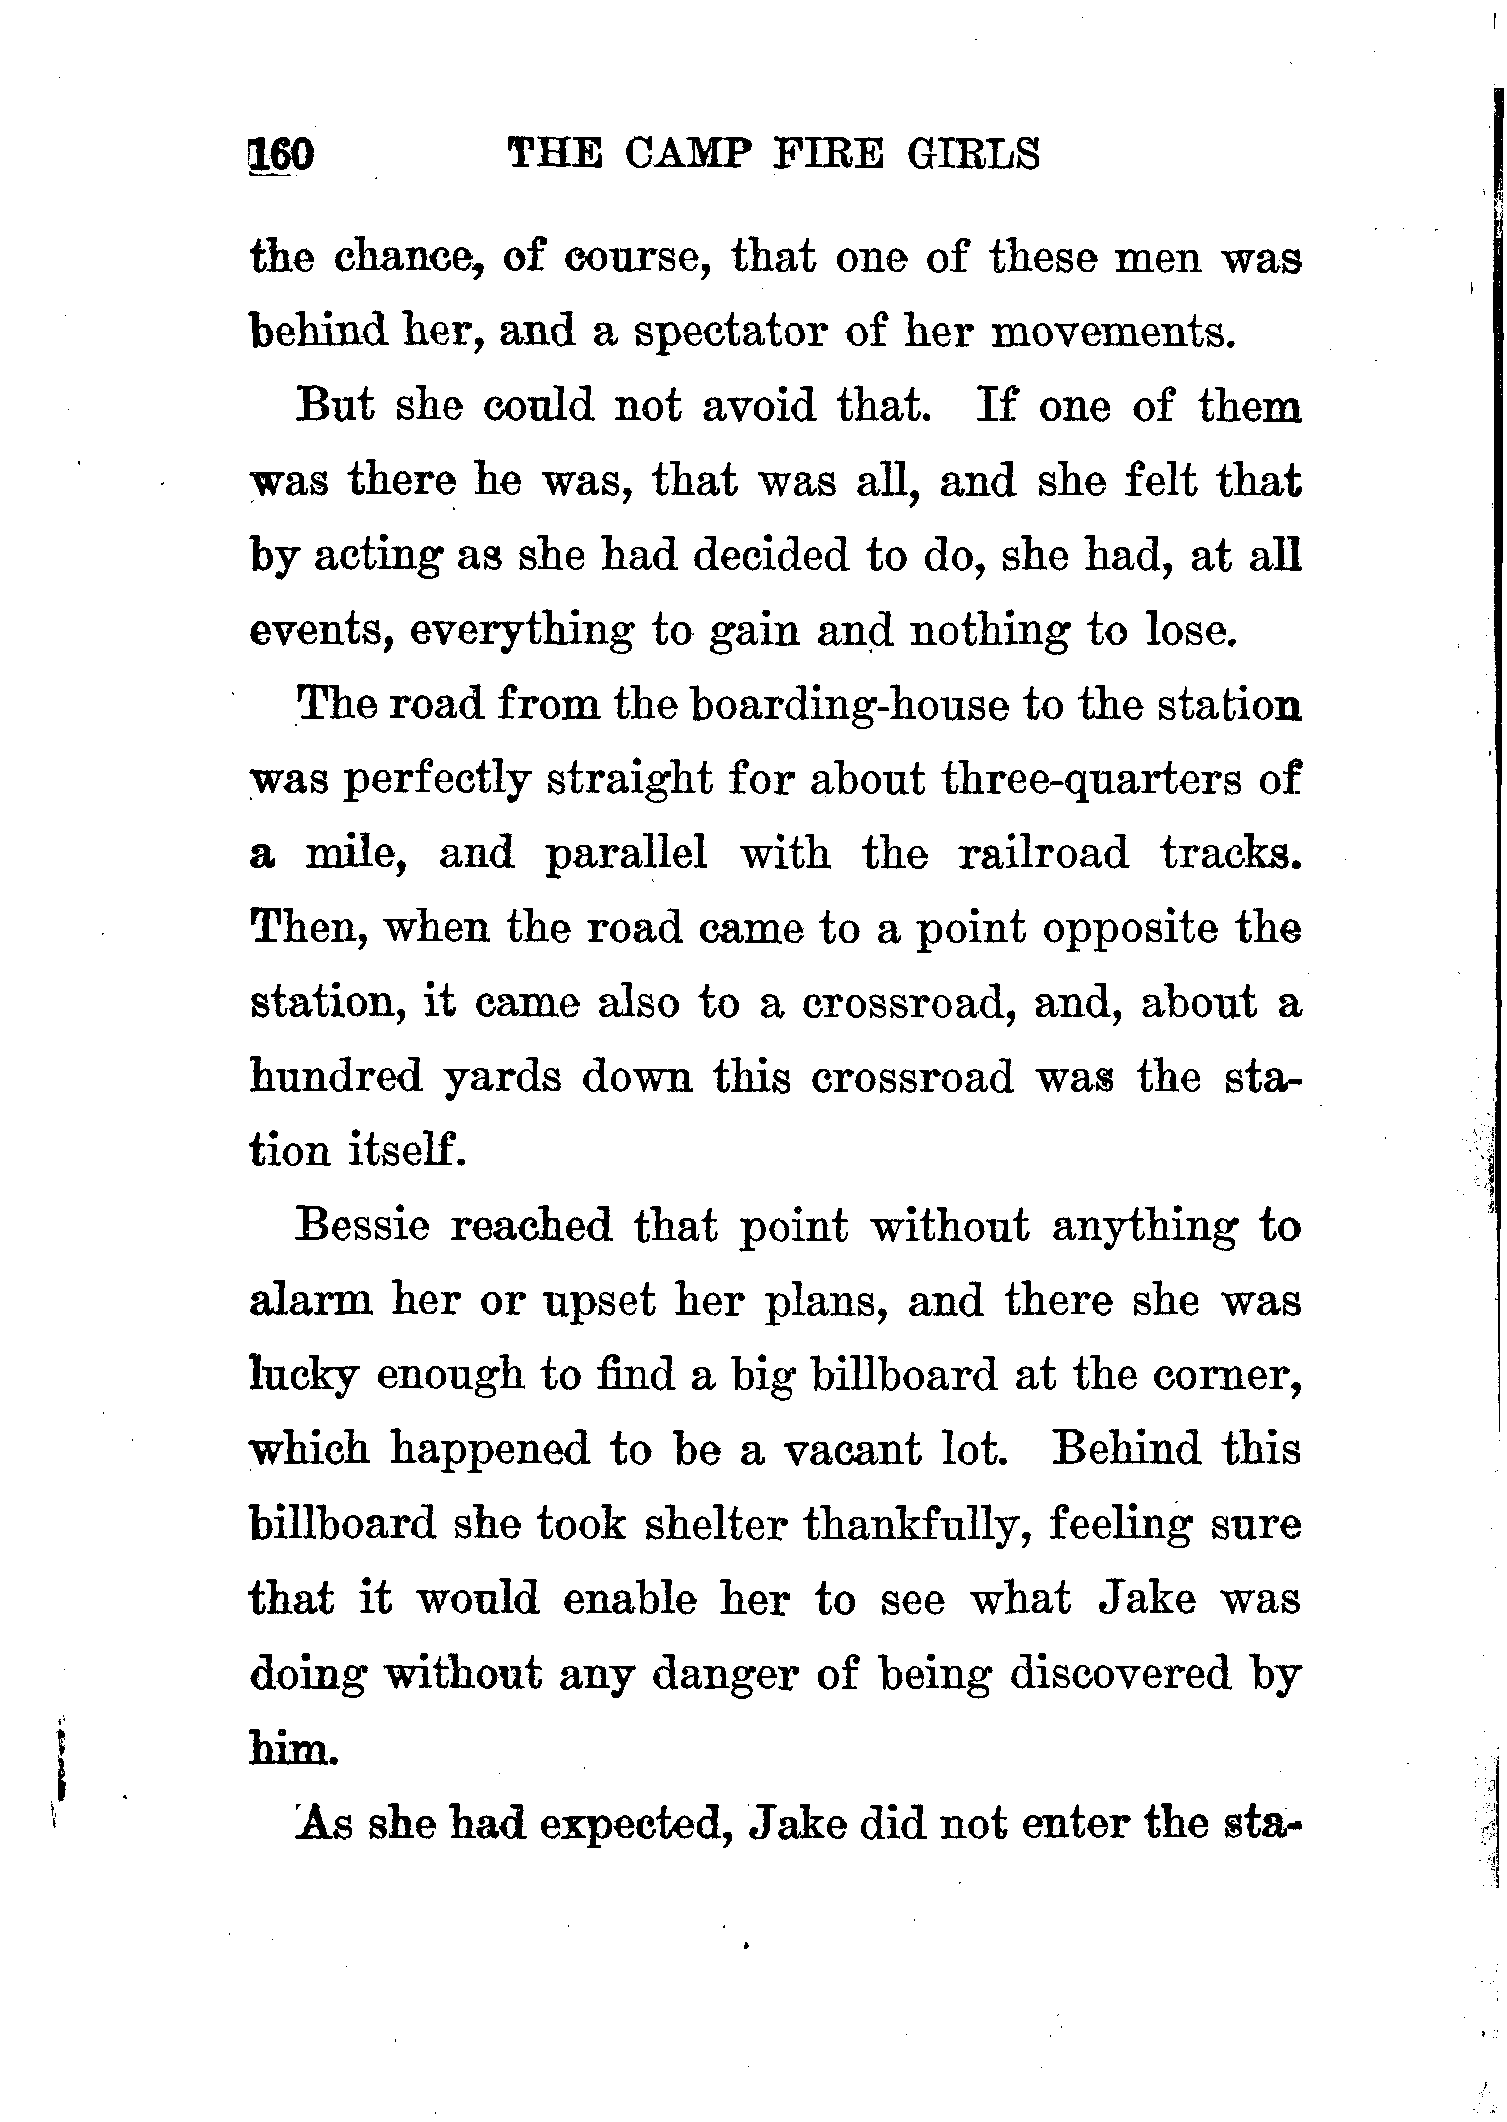 160 THE CAMP FIRE GIRLS
the chance, of course, that one of these men was
behind her, and a spectator of her movements.
But she could not avoid that. If one of them
was there he was, that was all, and she felt that
by acting as she had decided to do, she had, at all
events, everything to gain and nothing to lose.
The road from the boarding-house to the station
was perfectly straight for about three-quarters of
a mile, and parallel with the railroad tracks.
Then, when the road came to a point opposite the
station, it came also to a crossroad, and, about a
hundred yards down this crossroad was the sta-
tion itself.
Bessie reached that point without anything to
alarm her or upset her plans, and there she was
lucky enough to find a big billboard at the corner,
which happened to be a vacant lot. Behind this
billboard she took shelter thankfully, feeling sure
that it would enable her to see what Jake was
doing without any danger of being discovered by
him.
As she had expected, Jake did not enter the sta-